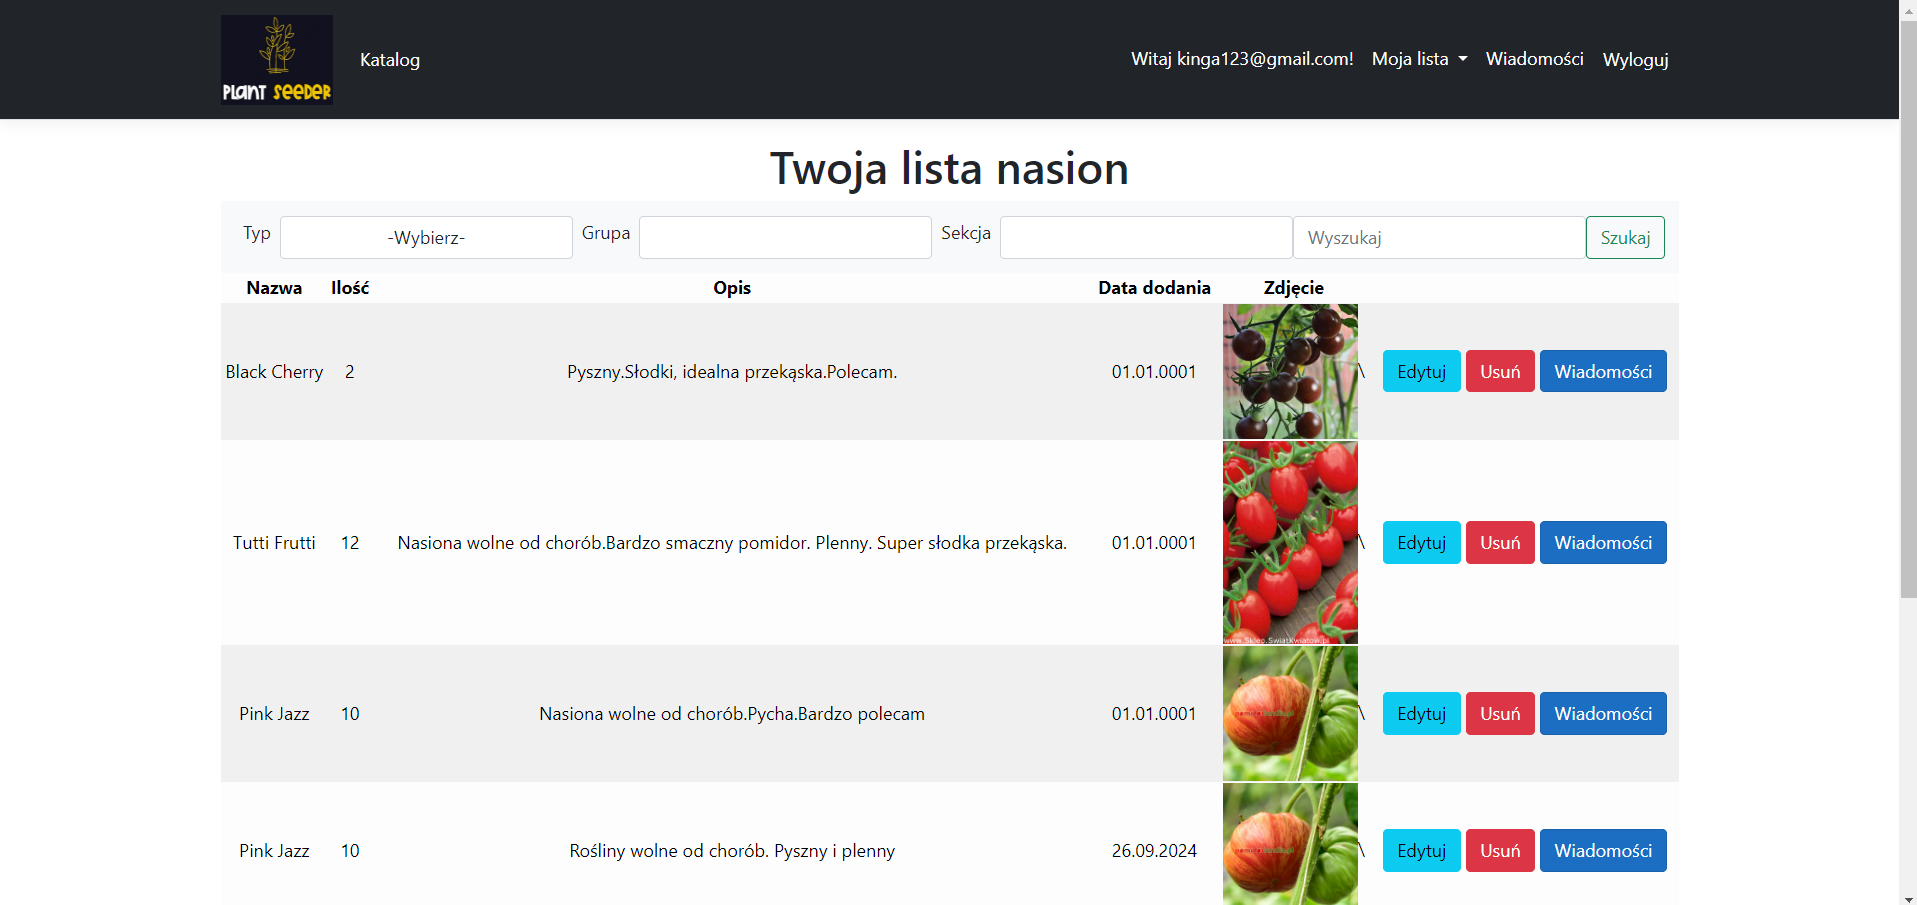 PLANT SEEDER
Katalog
Witaj kinga123@gmail.com!
Moja lista
Wiadomości
Wyloguj
Twoja lista nasion
Typ
-Wybierz-
Grupa
Sekcja
Wyszukaj
Szukaj
Nazwa Ilość Opis Data dodania Zdjęcie
Black Cherry 2 Pyszny.Słodki, idealna przekąska.Polecam. 01.01.0001 \ Edytuj Usuń Wiadomości
Tutti Frutti 12 Nasiona wolne od chorób.Bardzo smaczny pomidor. Plenny. Super słodka przekąska. 01.01.0001 \ Edytuj Usuń Wiadomości
www.Sklep.SwiatKwiatow.pl
Pink Jazz 10 Nasiona wolne od chorób.Pycha.Bardzo polecam 01.01.0001 \ Edytuj Usuń Wiadomości
Pink Jazz 10 Rośliny wolne od chorób. Pyszny i plenny 26.09.2024 \ Edytuj Usuń Wiadomości